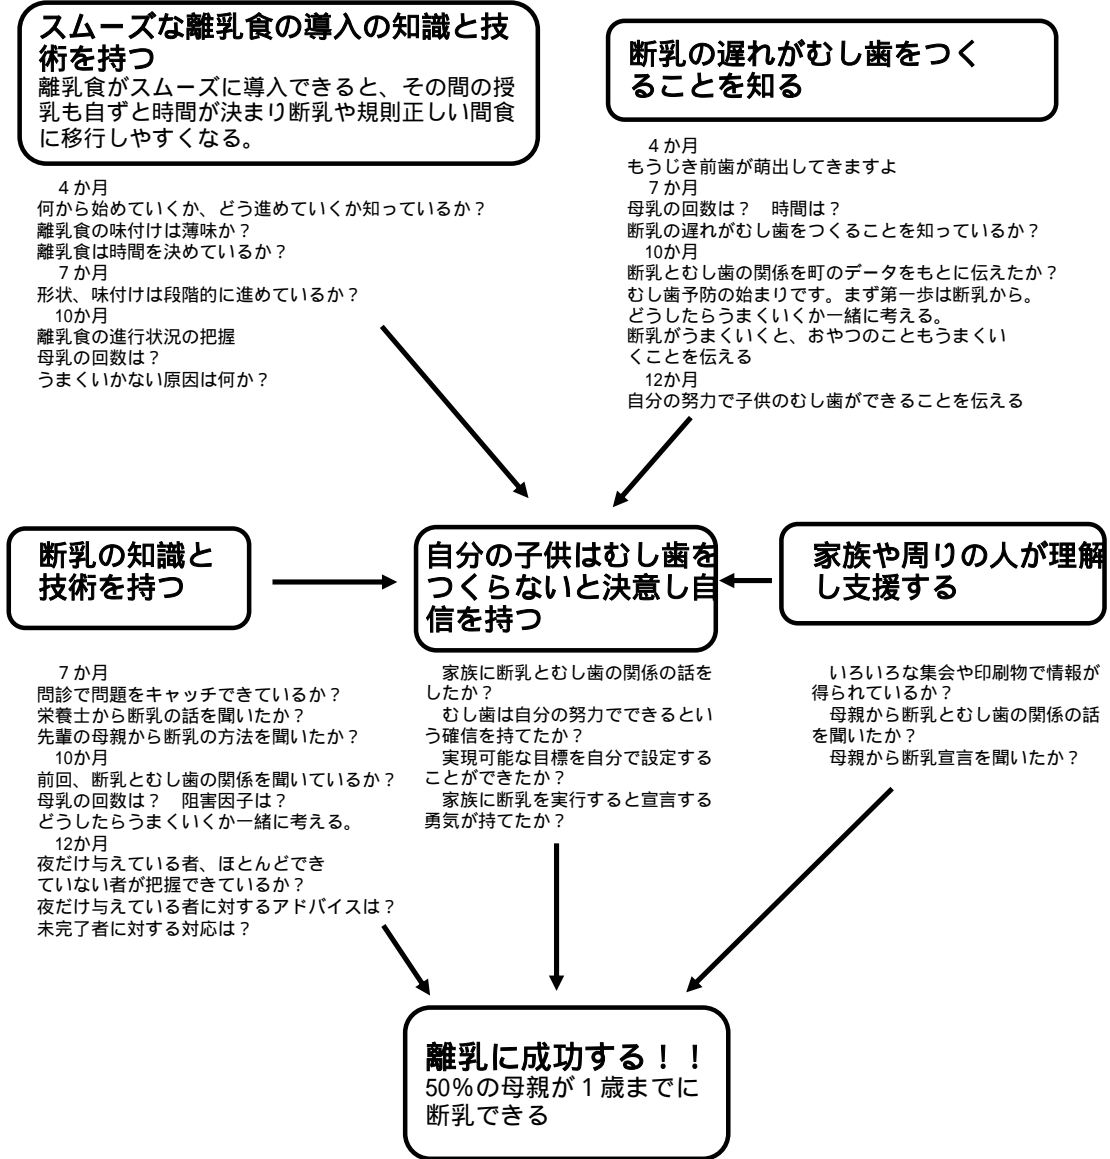 スムーズな離乳食の導入の知識と技
術を持つ
離乳食がスムーズに導入できると、その間の授
乳も自ずと時間が決まり断乳や規則正しい間食
に移行しやすくなる。
4か月
何から始めていくか、どう進めていくか知っているか？
離乳食の味付けは薄味か？
離乳食は時間を決めているか？
7か月
形状、味付けは段階的に進めているか？
10か月
離乳食の進行状況の把握
母乳の回数は？
うまくいかない原因は何か？
断乳の遅れがむし歯をつく
ることを知る
4か月
もうじき前歯が萌出してきますよ
7か月
母乳の回数は？　時間は？
断乳の遅れがむし歯をつくることを知っているか？
10か月
断乳とむし歯の関係を町のデータをもとに伝えたか？
むし歯予防の始まりです。まず第一歩は断乳から。
どうしたらうまくいくか一緒に考える。
断乳がうまくいくと、おやつのこともうまくい
くことを伝える
12か月
自分の努力で子供のむし歯ができることを伝える
断乳の知識と
技術を持つ
7か月
問診で問題をキャッチできているか？
栄養士から断乳の話を聞いたか？
先輩の母親から断乳の方法を聞いたか？
10か月
前回、断乳とむし歯の関係を聞いているか？
母乳の回数は？　阻害因子は？
どうしたらうまくいくか一緒に考える。
12か月
夜だけ与えている者、ほとんどでき
ていない者が把握できているか？
夜だけ与えている者に対するアドバイスは？
未完了者に対する対応は？
自分の子供はむし歯を
つくらないと決意し自
信を持つ
家族に断乳とむし歯の関係の話を
したか？
むし歯は自分の努力でできるとい
う確信を持てたか？
実現可能な目標を自分で設定する
ことができたか？
家族に断乳を実行すると宣言する
勇気が持てたか？
家族や周りの人が理解
し支援する
いろいろな集会や印刷物で情報が
得られているか？
母親から断乳とむし歯の関係の話
を聞いたか？
母親から断乳宣言を聞いたか？
離乳に成功する！！
50％の母親が1歳までに
断乳できる